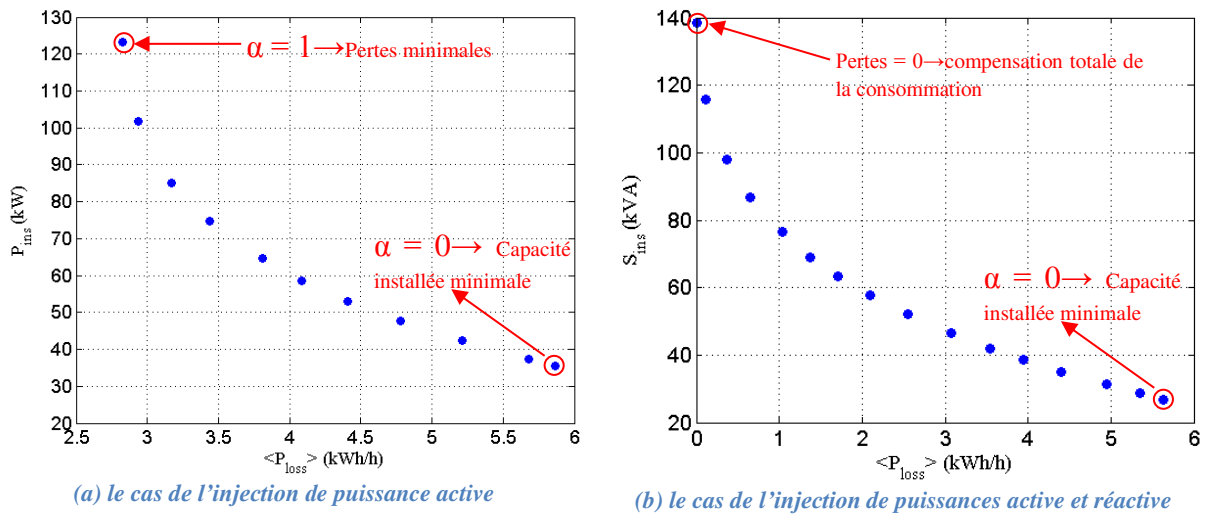 130
120
110
100
90
80
70
60
50
40
30
20
P_ins (kW)
2.5 3 3.5 4 4.5 5 5.5 6
<P_loss> (kWh/h)
α = 1→Pertes minimales
α = 0→ Capacité
installée minimale
(a) le cas de l'injection de puissance active
140
120
100
80
60
40
20
S_ins (kVA)
0 1 2 3 4 5 6
<P_loss> (kWh/h)
Pertes = 0→compensation totale de
la consommation
α = 0→ Capacité
installée minimale
(b) le cas de l'injection de puissances active et réactive